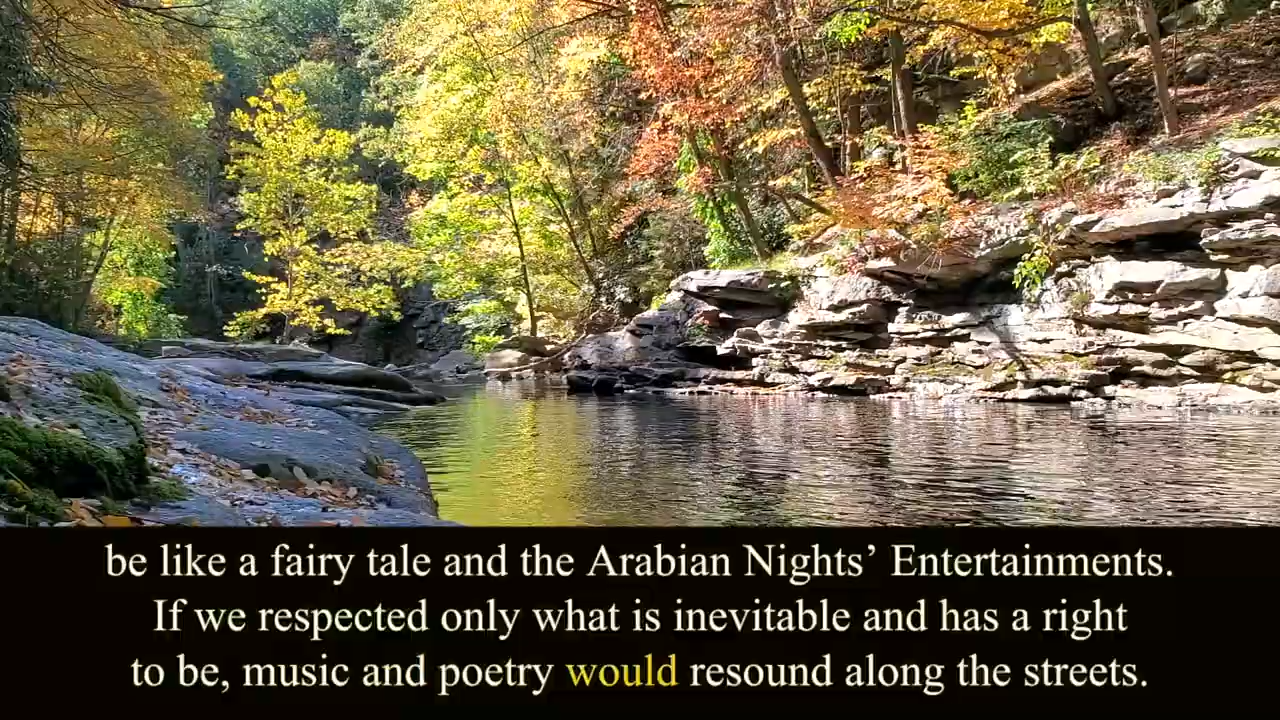 be like a fairy tale and the Arabian Nights’ Entertainments.
If we respected only what is inevitable and has a right
to be, music and poetry would resound along the streets.